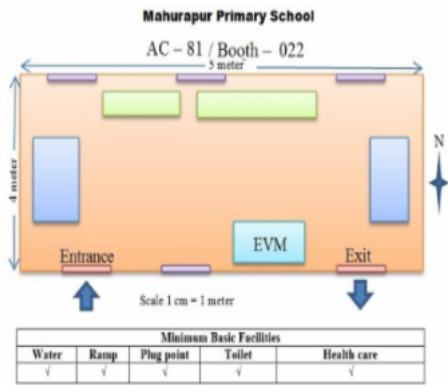 Mahurapur Primary School
AC – 81 / Booth – 022
5 meter
4 meter
N
EVM
Entrance
Exit
Scale 1 cm = 1 meter
Minimum Basic Facilities
Water Ramp Plug point Toilet Health care
√ √ √ √ √